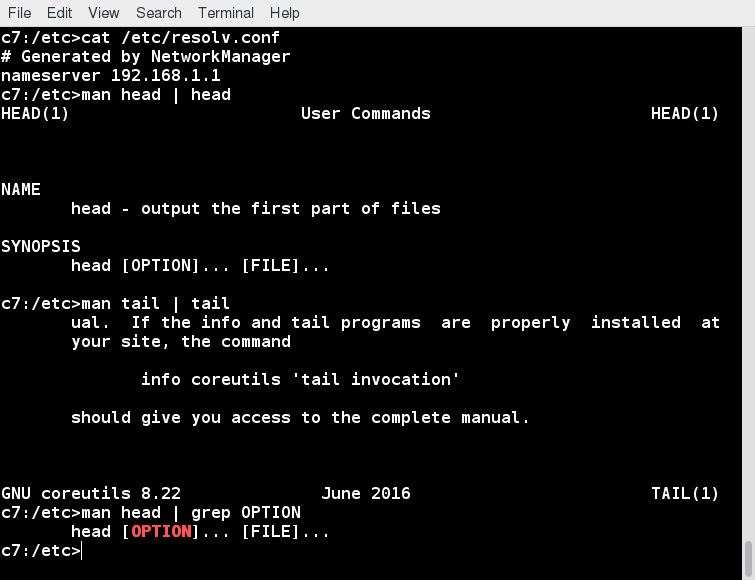 File Edit View Search Terminal Help
c7:/etc>cat /etc/resolv.conf
# Generated by NetworkManager
nameserver 192.168.1.1
c7:/etc>man head | head
HEAD(1)                       User Commands                      HEAD(1)
NAME
       head - output the first part of files
SYNOPSIS
       head [OPTION]... [FILE]...
c7:/etc>man tail | tail
       ual.  If the info and tail programs  are  properly  installed  at
       your site, the command
              info coreutils 'tail invocation'
       should give you access to the complete manual.
GNU coreutils 8.22              June 2016                        TAIL(1)
c7:/etc>man head | grep OPTION
       head [OPTION]... [FILE]...
c7:/etc>